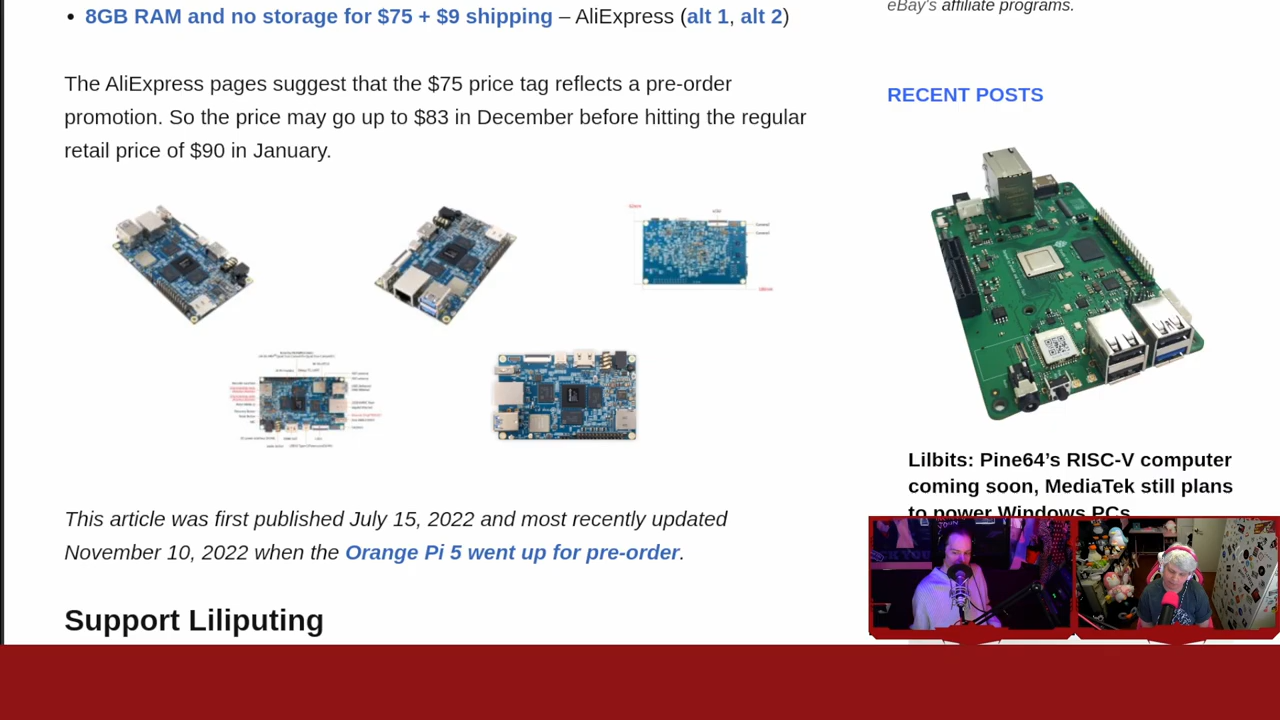 • 8GB RAM and no storage for $75 + $9 shipping – AliExpress (alt 1, alt 2)
The AliExpress pages suggest that the $75 price tag reflects a pre-order
promotion. So the price may go up to $83 in December before hitting the regular
retail price of $90 in January.
This article was first published July 15, 2022 and most recently updated
November 10, 2022 when the Orange Pi 5 went up for pre-order.
Support Liliputing
eBay's affiliate programs.
RECENT POSTS
Lilbits: Pine64’s RISC-V computer
coming soon, MediaTek still plans
to power Windows PCs